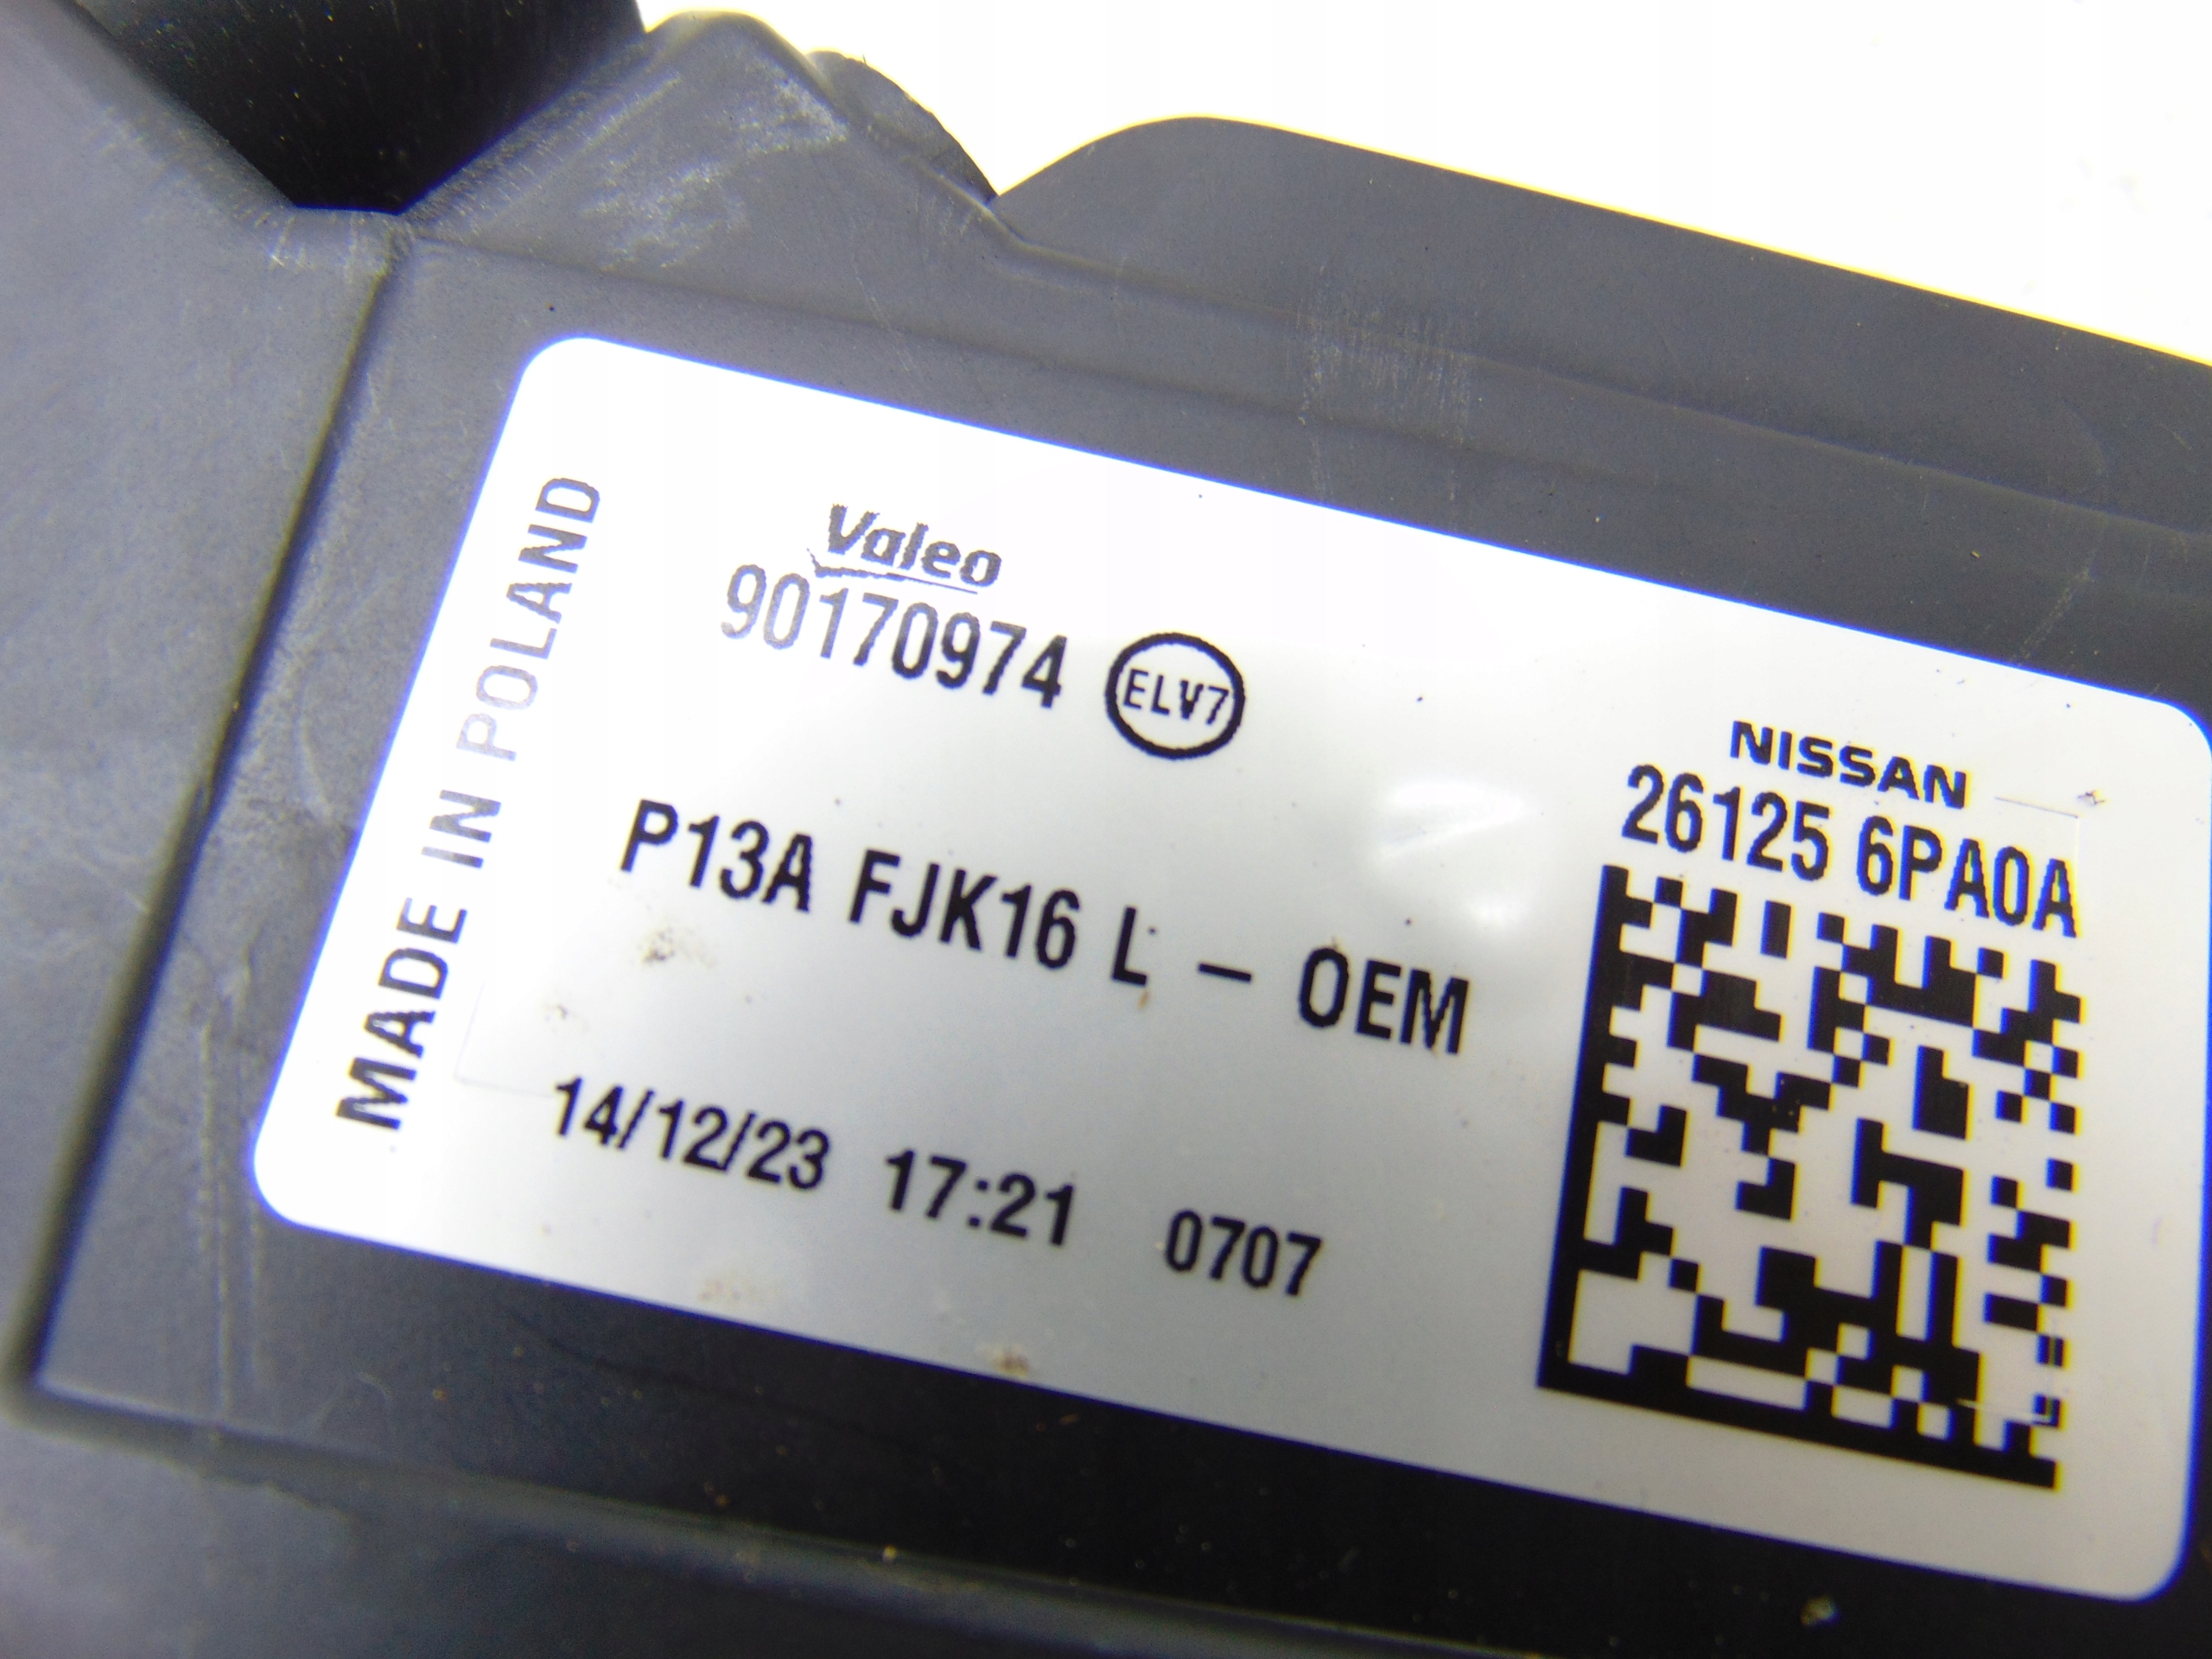 MADE IN POLAND
Valeo
90170974 ELV7
P13A FJK16 L - OEM
14/12/23 17:21 0707
NISSAN
26125 6PA0A